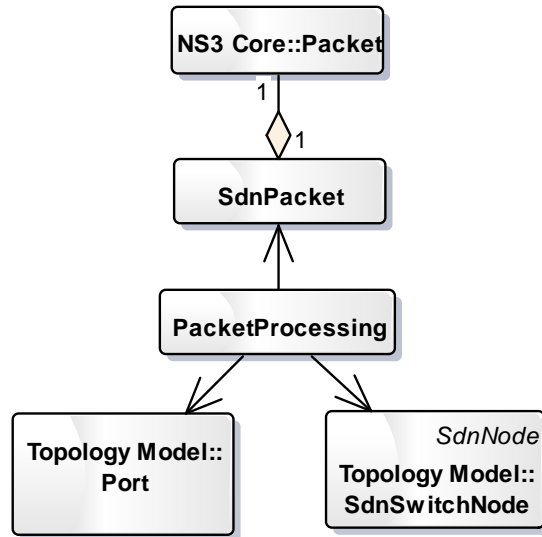 NS3 Core::Packet
1
1
SdnPacket
PacketProcessing
Topology Model::
Port
SdnNode
Topology Model::
SdnSwitchNode